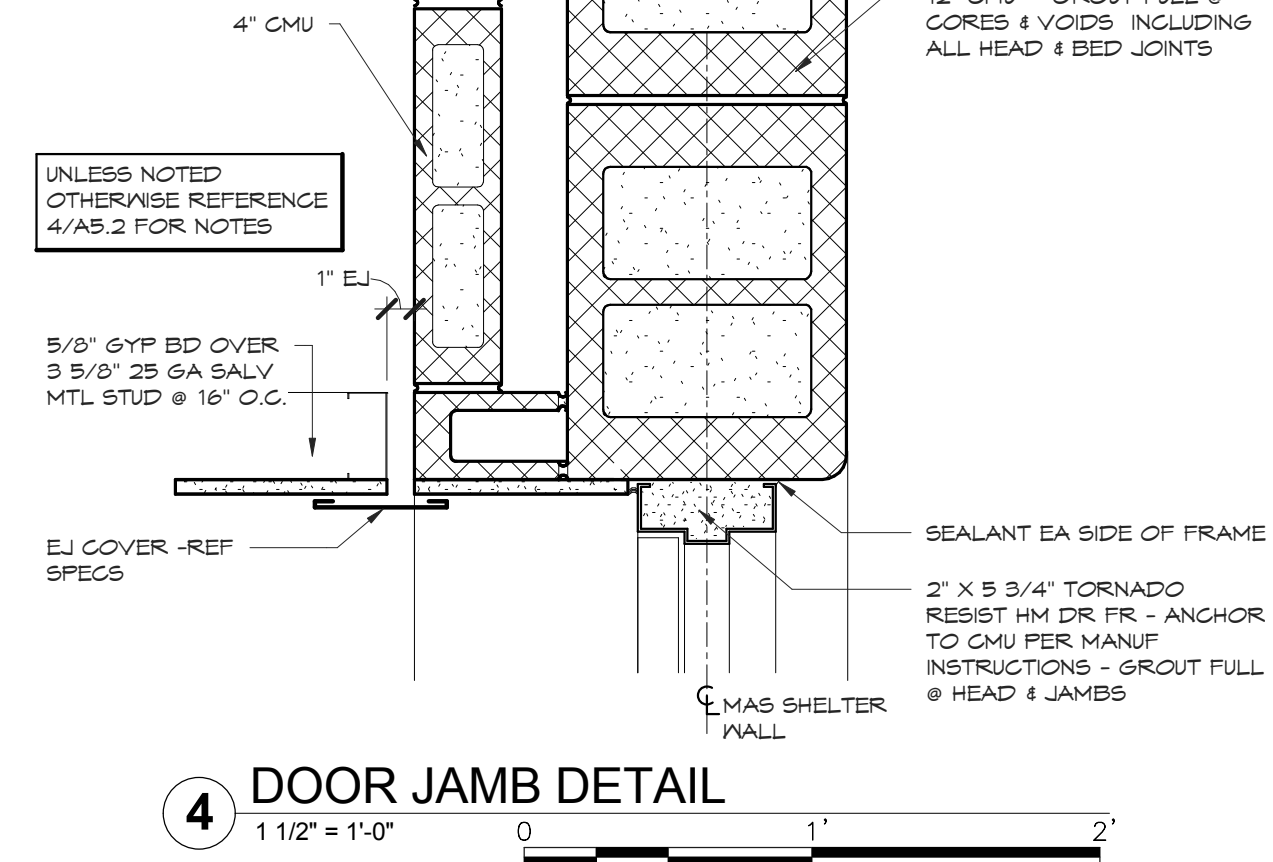 4" CMU
CORES & VOIDS INCLUDING
ALL HEAD & BED JOINTS
UNLESS NOTED
OTHERWISE REFERENCE
4/A5.2 FOR NOTES
1" EJ
5/8" GYP BD OVER
3 5/8" 25 GA SALV
MTL STUD @ 16" O.C.
EJ COVER -REF
SPECS
SEALANT EA SIDE OF FRAME
2" X 5 3/4" TORNADO
RESIST HM DR FR - ANCHOR
TO CMU PER MANUF
INSTRUCTIONS - GROUT FULL
@ HEAD & JAMBS
CL MAS SHELTER
WALL
4 DOOR JAMB DETAIL
1 1/2" = 1'-0"
0 1' 2'